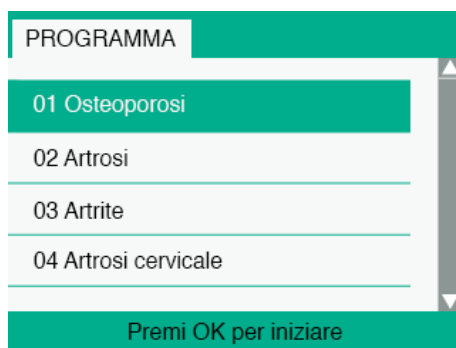 PROGRAMMA
01 Osteoporosi
02 Artrosi
03 Artrite
04 Artrosi cervicale
Premi OK per iniziare